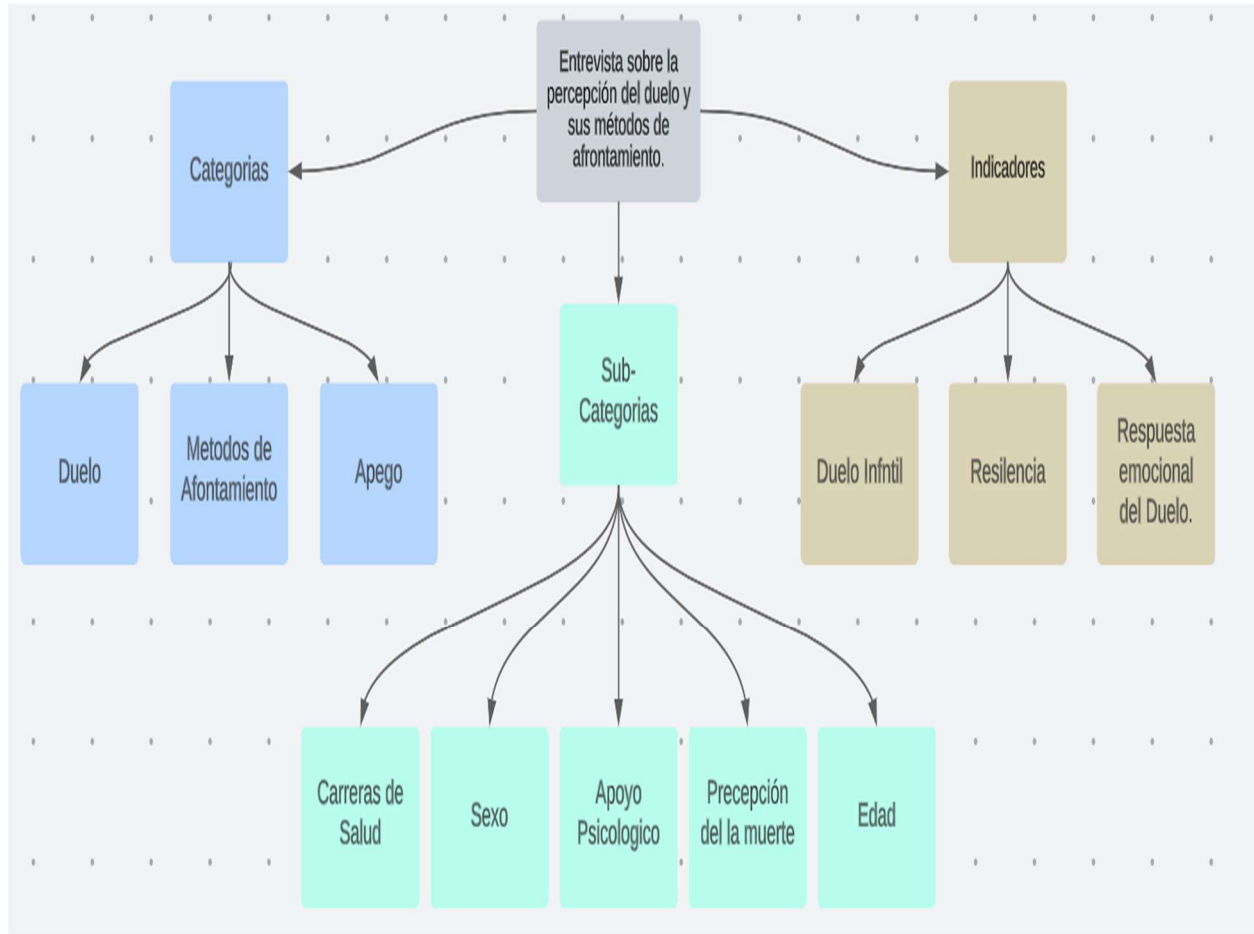 Entrevista sobre la
percepción del duelo y
sus métodos de
afrontamiento.
Categorias
Indicadores
Sub-
Categorias
Duelo
Metodos de
Afontamiento
Apego
Duelo Infntil
Resilencia
Respuesta
emocional
del Duelo.
Carreras de
Salud
Sexo
Apoyo
Psicologico
Precepción
del la muerte
Edad